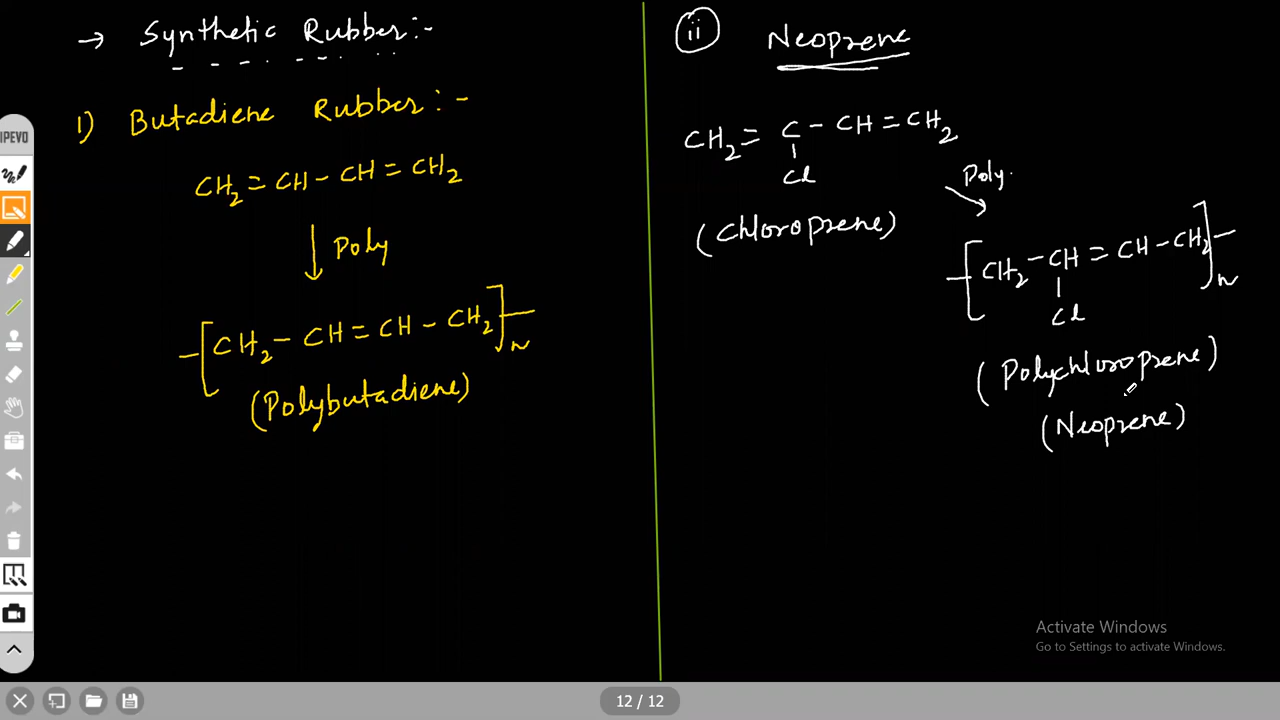 → Synthetic Rubber:-
1) Butadiene Rubber:-
CH2=CH-CH=CH2
↓ Poly
-[CH2-CH=CH-CH2]-n
(Polybutadiene)
ii Neoprene
CH2=C-CH=CH2
Cl
(Chloroprene)
Poly.
-[CH2-CH=CH-CH2]-n
Cl
(Polychloroprene)
(Neoprene)
IPEVO
Activate Windows
Go to Settings to activate Windows.
12 / 12